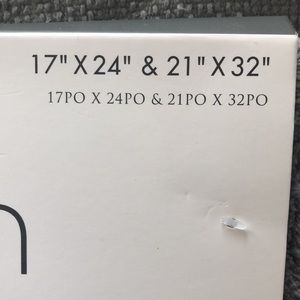 17" X 24" & 21" X 32"
17PO X 24PO & 21PO X 32PO